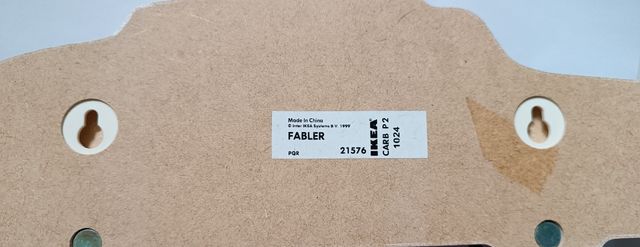 Made in China
© Inter IKEA Systems B.V. 1999
FABLER
PQR
21576
IKEA
CARB P2
1024